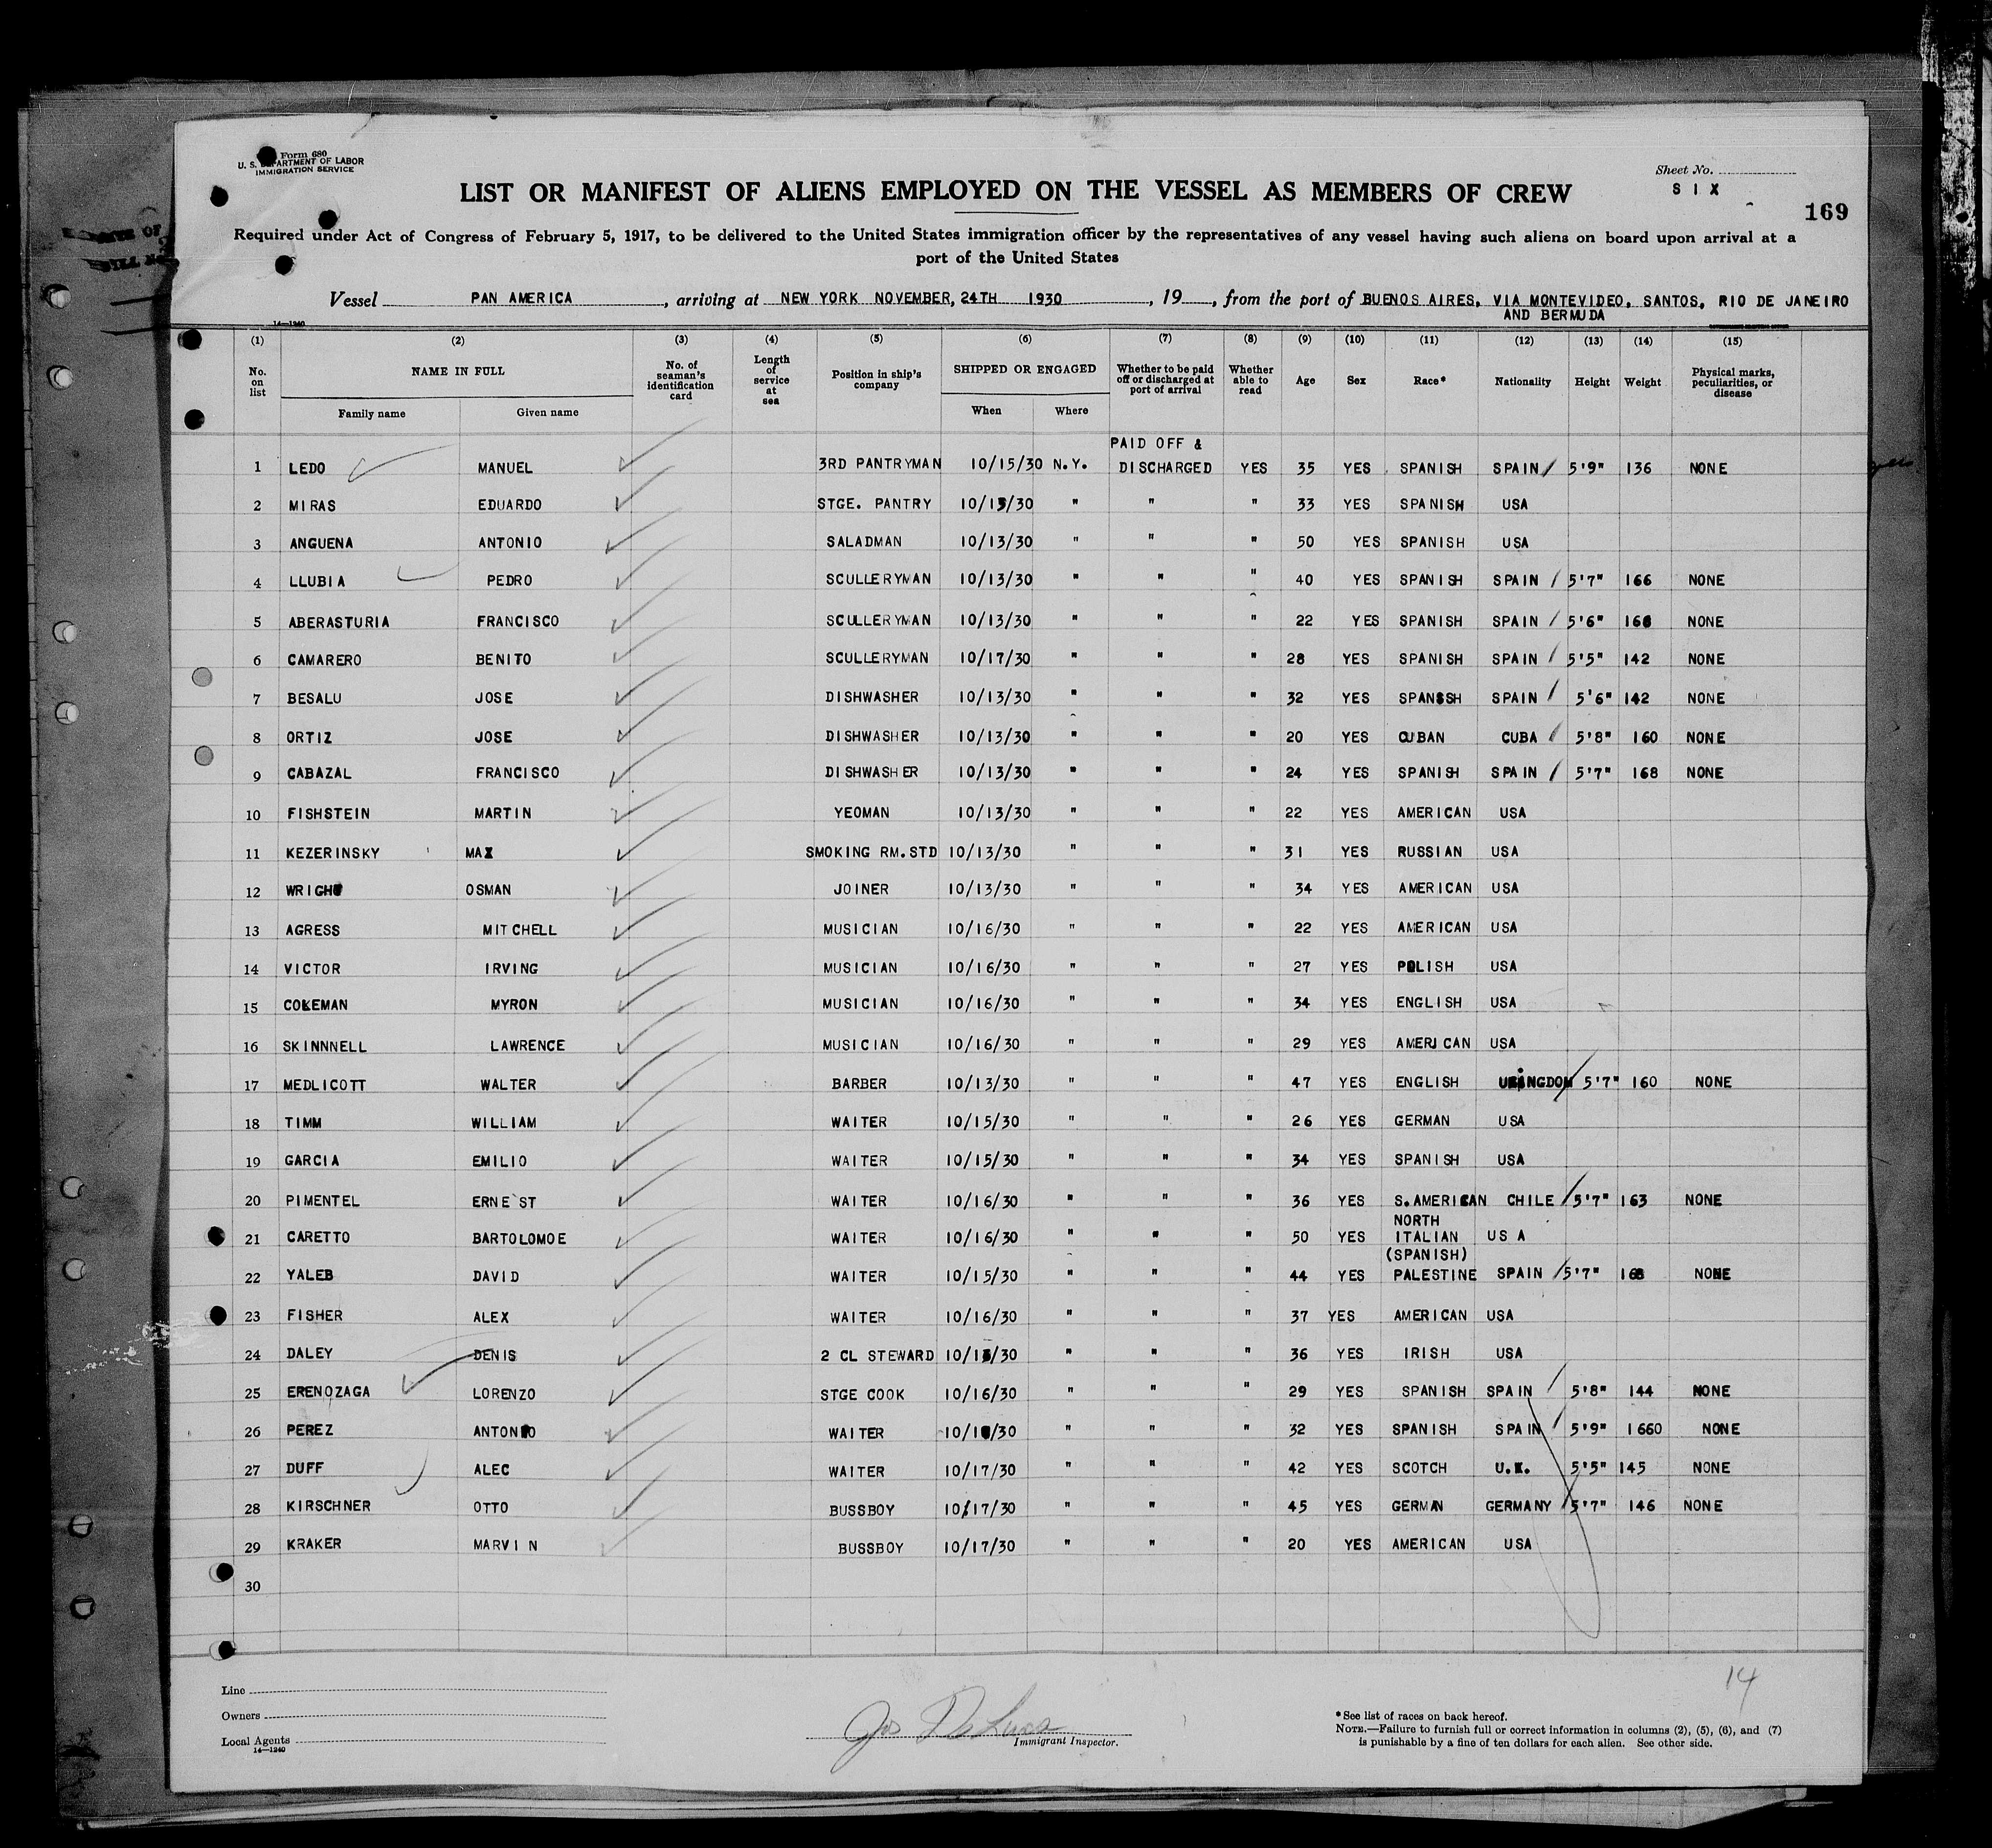 Form 680
U. S. DEPARTMENT OF LABOR
IMMIGRATION SERVICE
Sheet No.
SIX
169
LIST OR MANIFEST OF ALIENS EMPLOYED ON THE VESSEL AS MEMBERS OF CREW
Required under Act of Congress of February 5, 1917, to be delivered to the United States immigration officer by the representatives of any vessel having such aliens on board upon arrival at a
port of the United States
Vessel PAN AMERICA, arriving at NEW YORK NOVEMBER, 24TH 1930, 19, from the port of BUENOS AIRES, VIA MONTEVIDEO, SANTOS, RIO DE JANEIRO
AND BERMUDA
14—1240
(1) (2) (3) (4) (5) (6) (7) (8) (9) (10) (11) (12) (13) (14) (15)
No. on list NAME IN FULL Family name Given name No. of seaman's identification card Length of service at sea Position in ship's company SHIPPED OR ENGAGED When Where Whether to be paid off or discharged at port of arrival Whether able to read Age Sex Race* Nationality Height Weight Physical marks, peculiarities, or disease
PAID OFF &
1 LEDO MANUEL 3RD PANTRYMAN 10/15/30 N.Y. DISCHARGED YES 35 YES SPANISH SPAIN 5'9" 136 NONE
2 MIRAS EDUARDO STGE. PANTRY 10/13/30 " " " 33 YES SPANISH USA
3 ANGUENA ANTONIO SALADMAN 10/13/30 " " " 50 YES SPANISH USA
4 LLUBIA PEDRO SCULLERYMAN 10/13/30 " " " 40 YES SPANISH SPAIN 5'7" 166 NONE
5 ABERASTURIA FRANCISCO SCULLERYMAN 10/13/30 " " " 22 YES SPANISH SPAIN 5'6" 166 NONE
6 CAMARERO BENITO SCULLERYMAN 10/17/30 " " " 28 YES SPANISH SPAIN 5'5" 142 NONE
7 BESALU JOSE DISHWASHER 10/13/30 " " " 32 YES SPANSSH SPAIN 5'6" 142 NONE
8 ORTIZ JOSE DISHWASHER 10/13/30 " " " 20 YES CUBAN CUBA 5'8" 160 NONE
9 CABAZAL FRANCISCO DISHWASHER 10/13/30 " " " 24 YES SPANISH SPAIN 5'7" 168 NONE
10 FISHSTEIN MARTIN YEOMAN 10/13/30 " " " 22 YES AMERICAN USA
11 KEZERINSKY MAX SMOKING RM.STD 10/13/30 " " " 31 YES RUSSIAN USA
12 WRIGHT OSMAN JOINER 10/13/30 " " " 34 YES AMERICAN USA
13 AGRESS MITCHELL MUSICIAN 10/16/30 " " " 22 YES AMERICAN USA
14 VICTOR IRVING MUSICIAN 10/16/30 " " " 27 YES POLISH USA
15 COLEMAN MYRON MUSICIAN 10/16/30 " " " 34 YES ENGLISH USA
16 SKINNNELL LAWRENCE MUSICIAN 10/16/30 " " " 29 YES AMERICAN USA
17 MEDLICOTT WALTER BARBER 10/13/30 " " " 47 YES ENGLISH 5'7" 160 NONE
18 TIMM WILLIAM WAITER 10/15/30 " " " 26 YES GERMAN USA
19 GARCIA EMILIO WAITER 10/15/30 " " " 34 YES SPANISH USA
20 PIMENTEL ERNE`ST WAITER 10/16/30 " " " 36 YES S.AMERICAN CHILE 5'7" 163 NONE
NORTH
21 CARETTO BARTOLOMOE WAITER 10/16/30 " " " 50 YES ITALIAN USA
(SPANISH)
22 YALEB DAVID WAITER 10/15/30 " " " 44 YES PALESTINE SPAIN 5'7" 168 NONE
23 FISHER ALEX WAITER 10/16/30 " " " 37 YES AMERICAN USA
24 DALEY DENIS 2 CL STEWARD 10/13/30 " " " 36 YES IRISH USA
25 ERENOZAGA LORENZO STGE COOK 10/16/30 " " " 29 YES SPANISH SPAIN 5'8" 144 NONE
26 PEREZ ANTONIO WAITER " " " 32 YES SPANISH SPAIN 5'9" 1660 NONE
27 DUFF ALEC WAITER 10/17/30 " " " 42 YES SCOTCH U.K. 5'5" 145 NONE
28 KIRSCHNER OTTO BUSSBOY 10/17/30 " " " 45 YES GERMAN GERMANY 5'7" 146 NONE
29 KRAKER MARVIN BUSSBOY 10/17/30 " " " 20 YES AMERICAN USA
30
14
Line
Owners
Local Agents
14—1240
Jos DeLuca
Immigrant Inspector.
*See list of races on back hereof.
NOTE.—Failure to furnish full or correct information in columns (2), (5), (6), and (7)
is punishable by a fine of ten dollars for each alien. See other side.